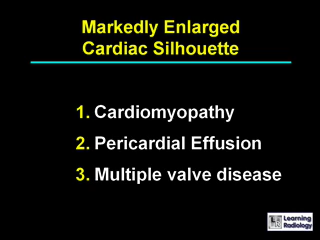 Markedly Enlarged
Cardiac Silhouette
1. Cardiomyopathy
2. Pericardial Effusion
3. Multiple valve disease
Learning
Radiology